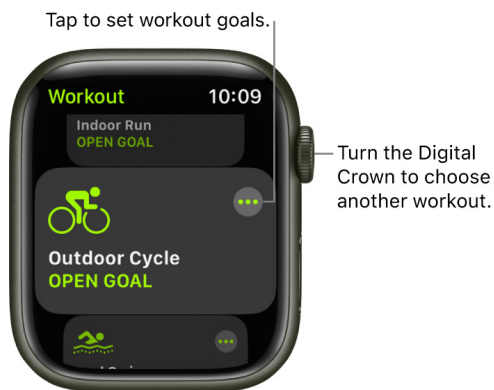 Tap to set workout goals.
Workout 10:09
Indoor Run
OPEN GOAL
Turn the Digital
Crown to choose
another workout.
Outdoor Cycle
OPEN GOAL